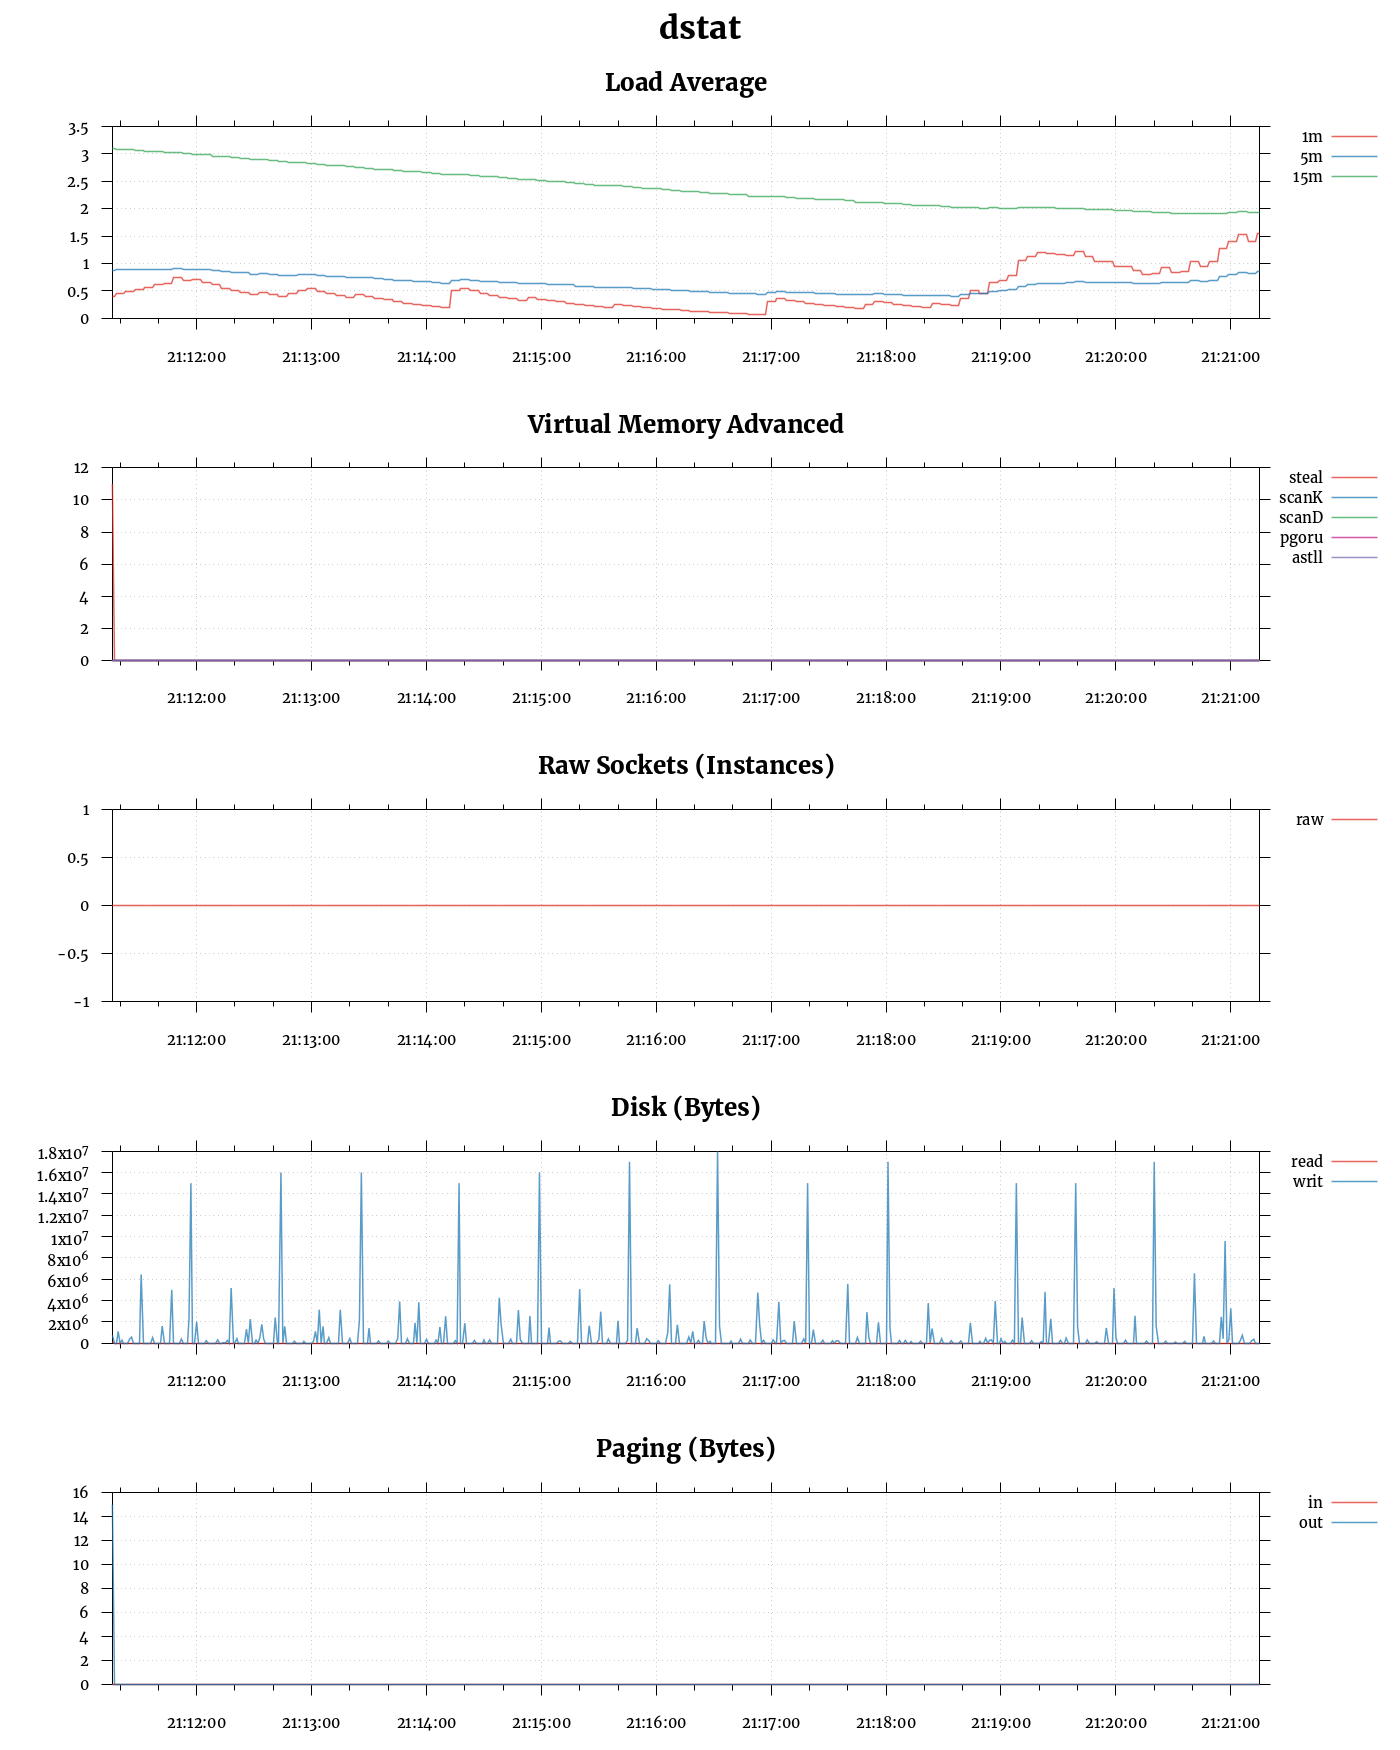 dstat
Load Average
3.5
3
2.5
2
1.5
1
0.5
0
21:12:00 21:13:00 21:14:00 21:15:00 21:16:00 21:17:00 21:18:00 21:19:00 21:20:00 21:21:00
1m
5m
15m
Virtual Memory Advanced
12
10
8
6
4
2
0
21:12:00 21:13:00 21:14:00 21:15:00 21:16:00 21:17:00 21:18:00 21:19:00 21:20:00 21:21:00
steal
scanK
scanD
pgoru
astll
Raw Sockets (Instances)
1
0.5
0
-0.5
-1
21:12:00 21:13:00 21:14:00 21:15:00 21:16:00 21:17:00 21:18:00 21:19:00 21:20:00 21:21:00
raw
Disk (Bytes)
1.8x10⁷
1.6x10⁷
1.4x10⁷
1.2x10⁷
1x10⁷
8x10⁶
6x10⁶
4x10⁶
2x10⁶
0
21:12:00 21:13:00 21:14:00 21:15:00 21:16:00 21:17:00 21:18:00 21:19:00 21:20:00 21:21:00
read
writ
Paging (Bytes)
16
14
12
10
8
6
4
2
0
21:12:00 21:13:00 21:14:00 21:15:00 21:16:00 21:17:00 21:18:00 21:19:00 21:20:00 21:21:00
in
out